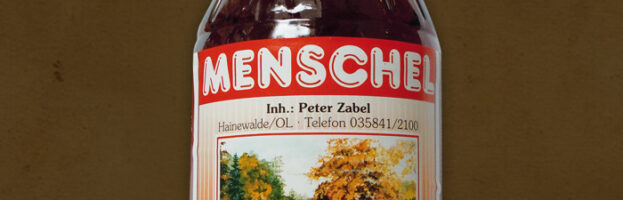 MENSCHEL
Inh.: Peter Zabel
Hainewalde/OL · Telefon 035841/2100